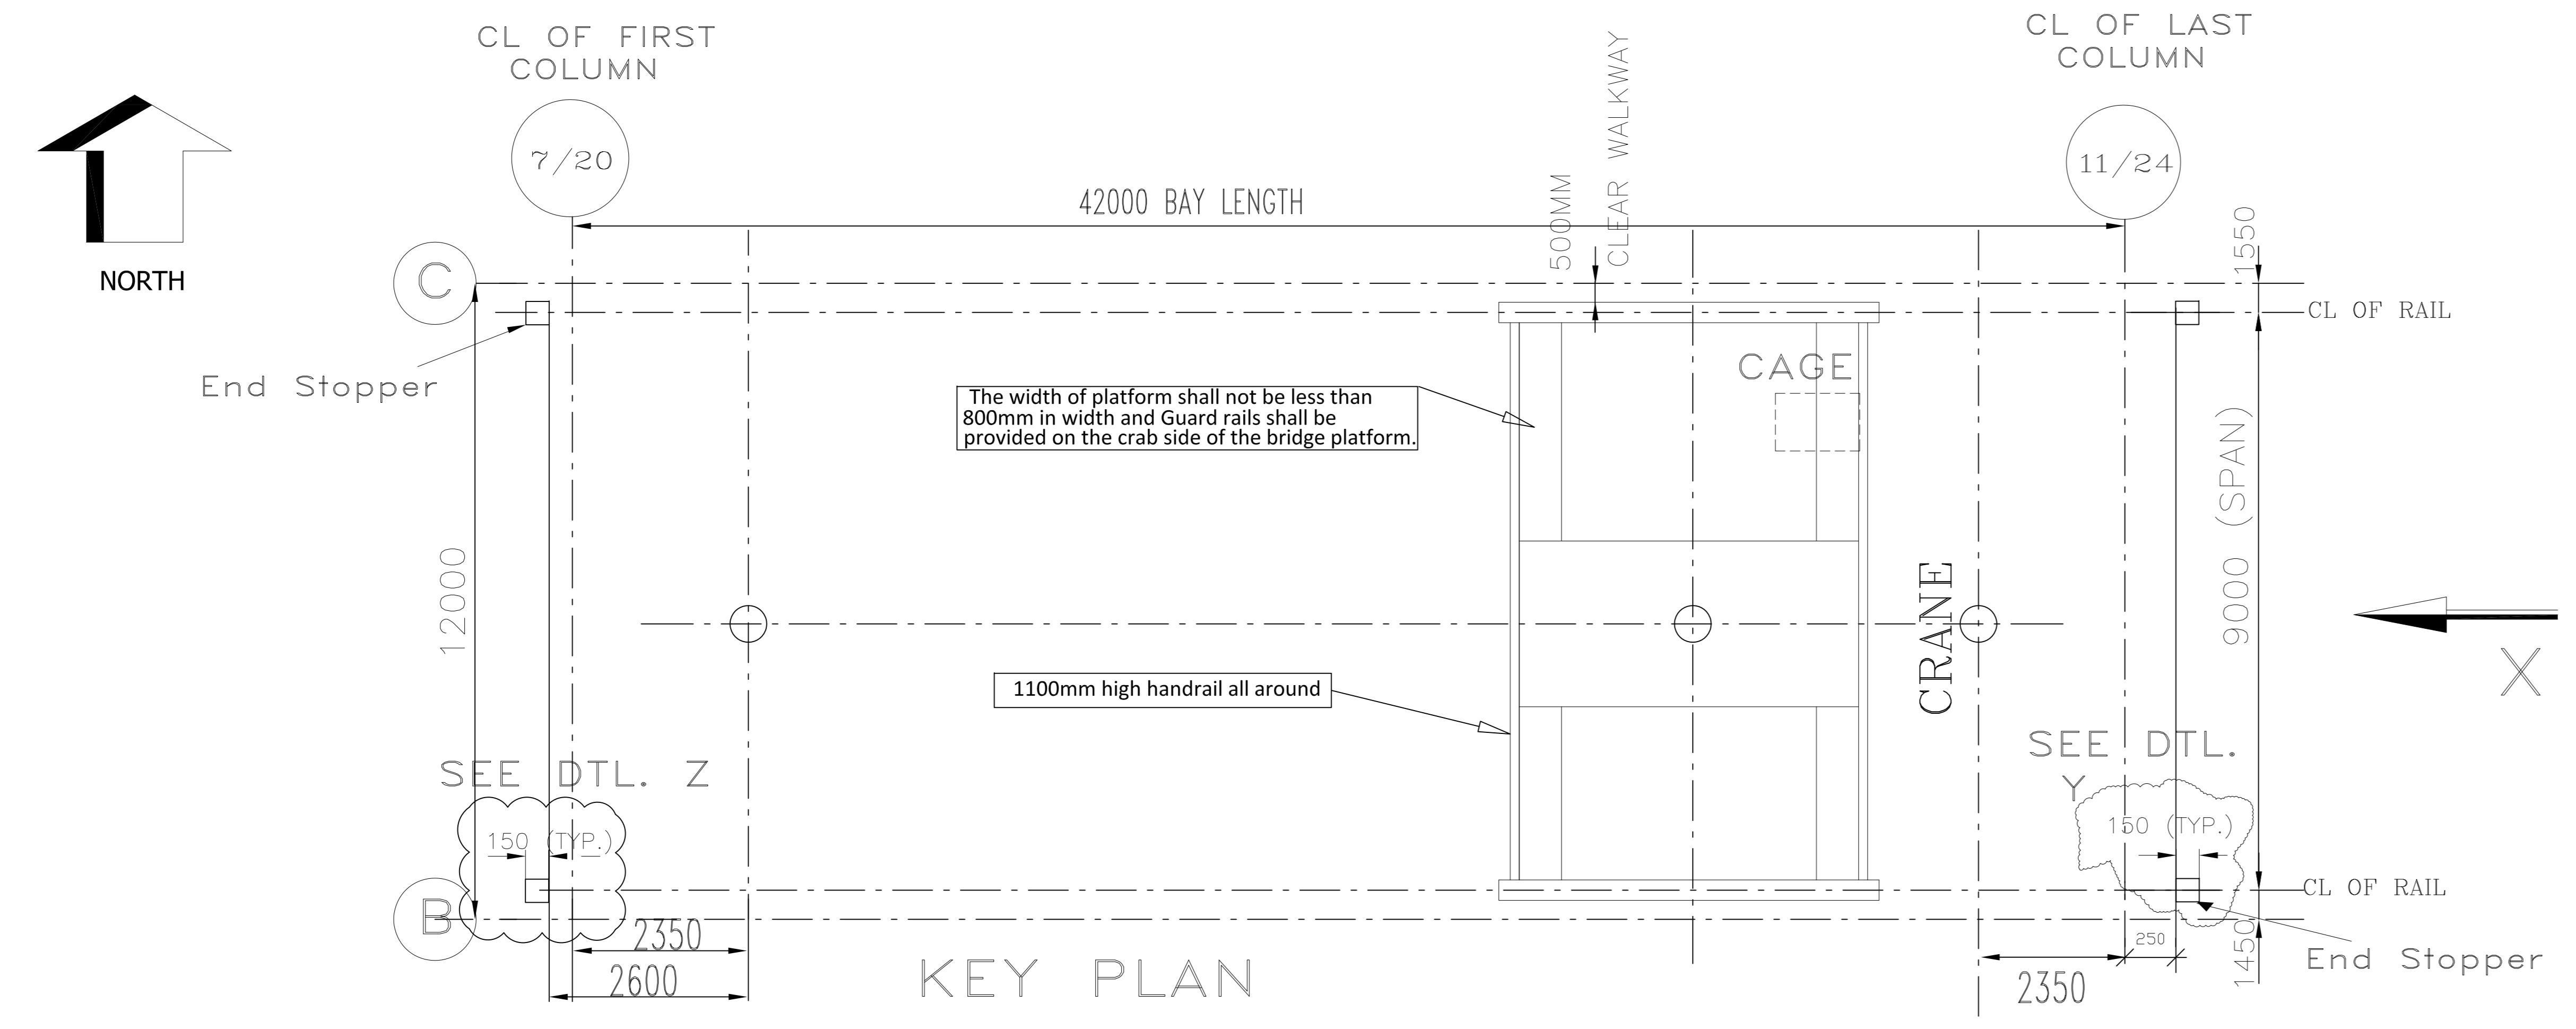 CL OF FIRST
COLUMN
CL OF LAST
COLUMN
7/20
11/24
42000 BAY LENGTH
500MM
CLEAR WALKWAY
1550
NORTH
C
CL OF RAIL
End Stopper
CAGE
The width of platform shall not be less than
800mm in width and Guard rails shall be
provided on the crab side of the bridge platform.
12000
9000 (SPAN)
CRANE
X
1100mm high handrail all around
SEE DTL. Z
SEE DTL.
Y
150 (TYP.)
150 (TYP.)
CL OF RAIL
B
2350
2600
KEY PLAN
2350
250
1450
End Stopper